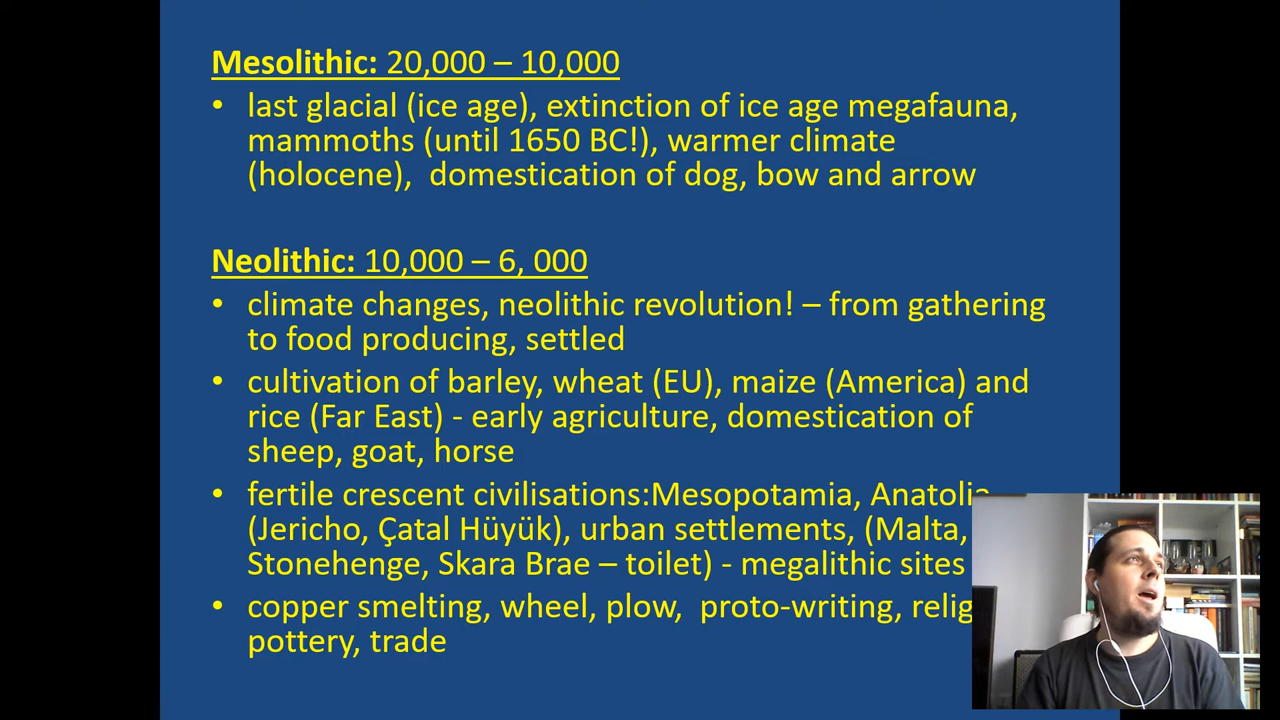 Mesolithic: 20,000 – 10,000
• last glacial (ice age), extinction of ice age megafauna,
mammoths (until 1650 BC!), warmer climate
(holocene),  domestication of dog, bow and arrow
Neolithic: 10,000 – 6, 000
• climate changes, neolithic revolution! – from gathering
to food producing, settled
• cultivation of barley, wheat (EU), maize (America) and
rice (Far East) - early agriculture, domestication of
sheep, goat, horse
• fertile crescent civilisations:Mesopotamia, Anatolia
(Jericho, Çatal Hüyük), urban settlements, (Malta,
Stonehenge, Skara Brae – toilet) - megalithic sites
• copper smelting, wheel, plow,  proto-writing,
pottery, trade